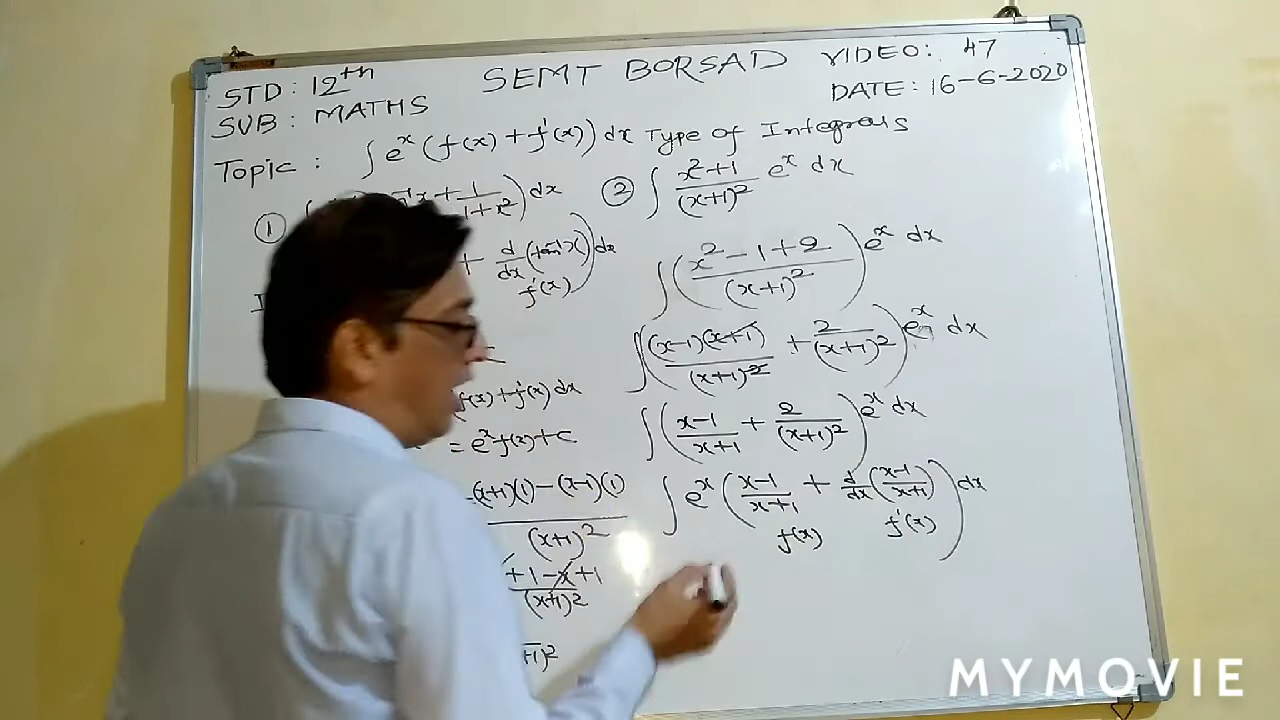 STD: 12th SEMT BORSAD VIDEO: 47
SUB: MATHS DATE: 16-6-2020
Topic: ∫ eˣ (f(x) + f'(x)) dx Type of Integrals
① x + 1/(1+x²)) dx
+ d/dx (tan⁻¹x)) dx
f'(x)
f(x) + f'(x) dx
= eˣ f(x) + c
(x+1)(1) - (x-1)(1)
(x+1)²
+1 - x + 1
(x+1)²
+1)²
② ∫ (x²+1)/(x+1)² eˣ dx
∫ ((x² - 1 + 2)/(x+1)²) eˣ dx
∫ ((x-1)(x+1)/(x+1)² + 2/(x+1)²) eˣ dx
∫ ((x-1)/(x+1) + 2/(x+1)²) eˣ dx
∫ eˣ ((x-1)/(x+1) + d/dx ((x-1)/(x+1))) dx
f(x) f'(x)
MYMOVIE